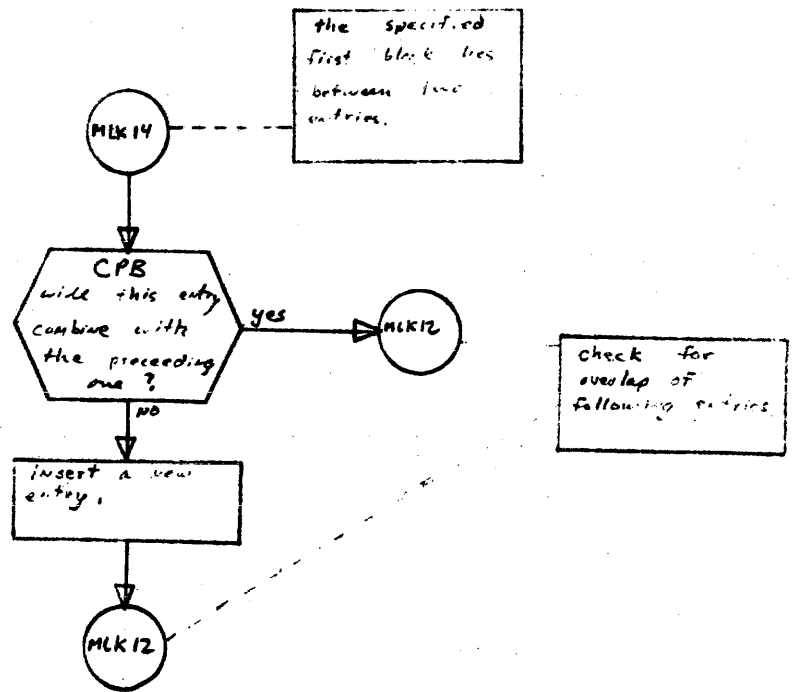 the specified
first block lies
between two
entries.
MLK14
CPB
will this entry
combine with
the proceeding
one?
yes
MLK12
NO
check for
overlap of
following entries
insert a new
entry.
MLK12